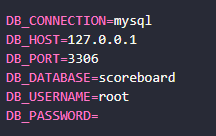 DB_CONNECTION=mysql
DB_HOST=127.0.0.1
DB_PORT=3306
DB_DATABASE=scoreboard
DB_USERNAME=root
DB_PASSWORD=